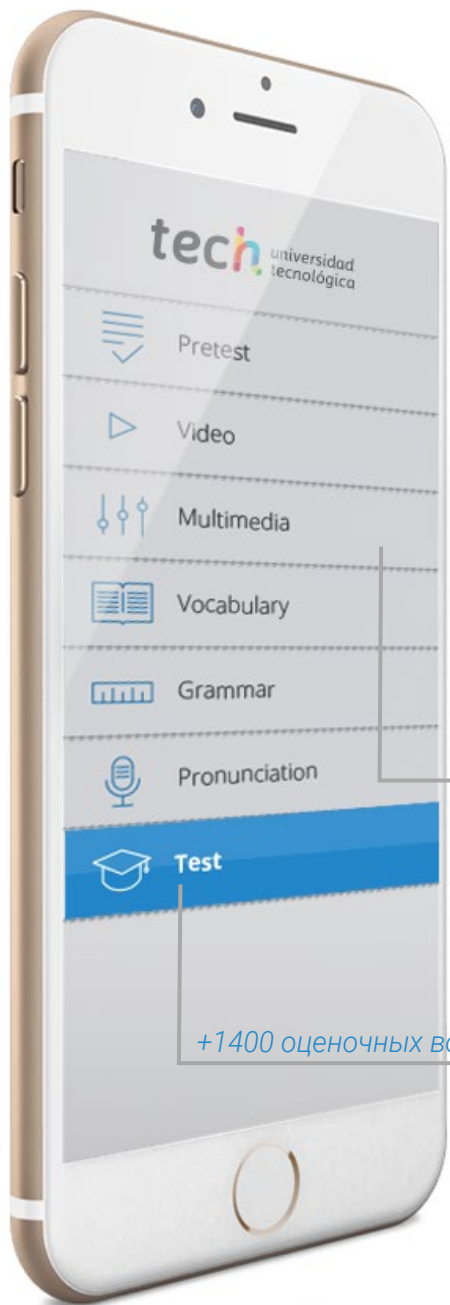 tech universidad
tecnológica
Pretest
Video
Multimedia
Vocabulary
Grammar
Pronunciation
Test
+1400 оценочных